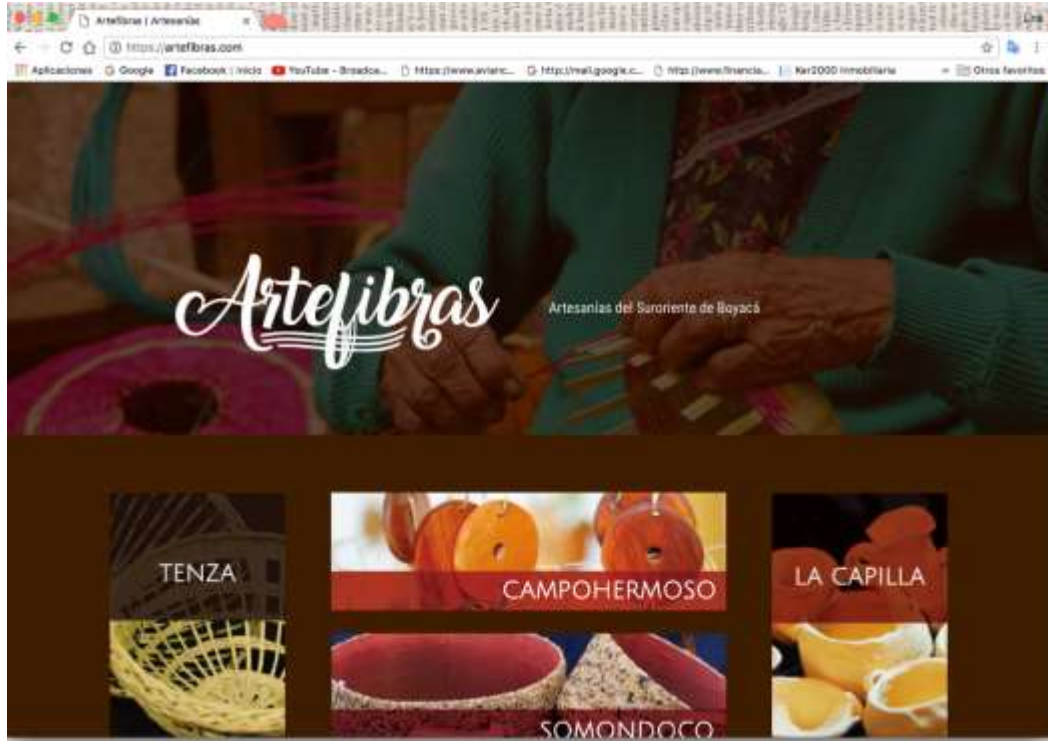 Artefibras | Artesanías
https://artefibras.com
Aplicaciones
Google
Facebook | Inicio
YouTube - Broadca...
https://www.avianc...
http://mail.google.c...
http://www.financia...
Ker2000 Inmobiliaria
Otros favoritos
Artefibras
Artesanías del Suroriente de Boyacá
TENZA
CAMPOHERMOSO
LA CAPILLA
SOMONDOCO